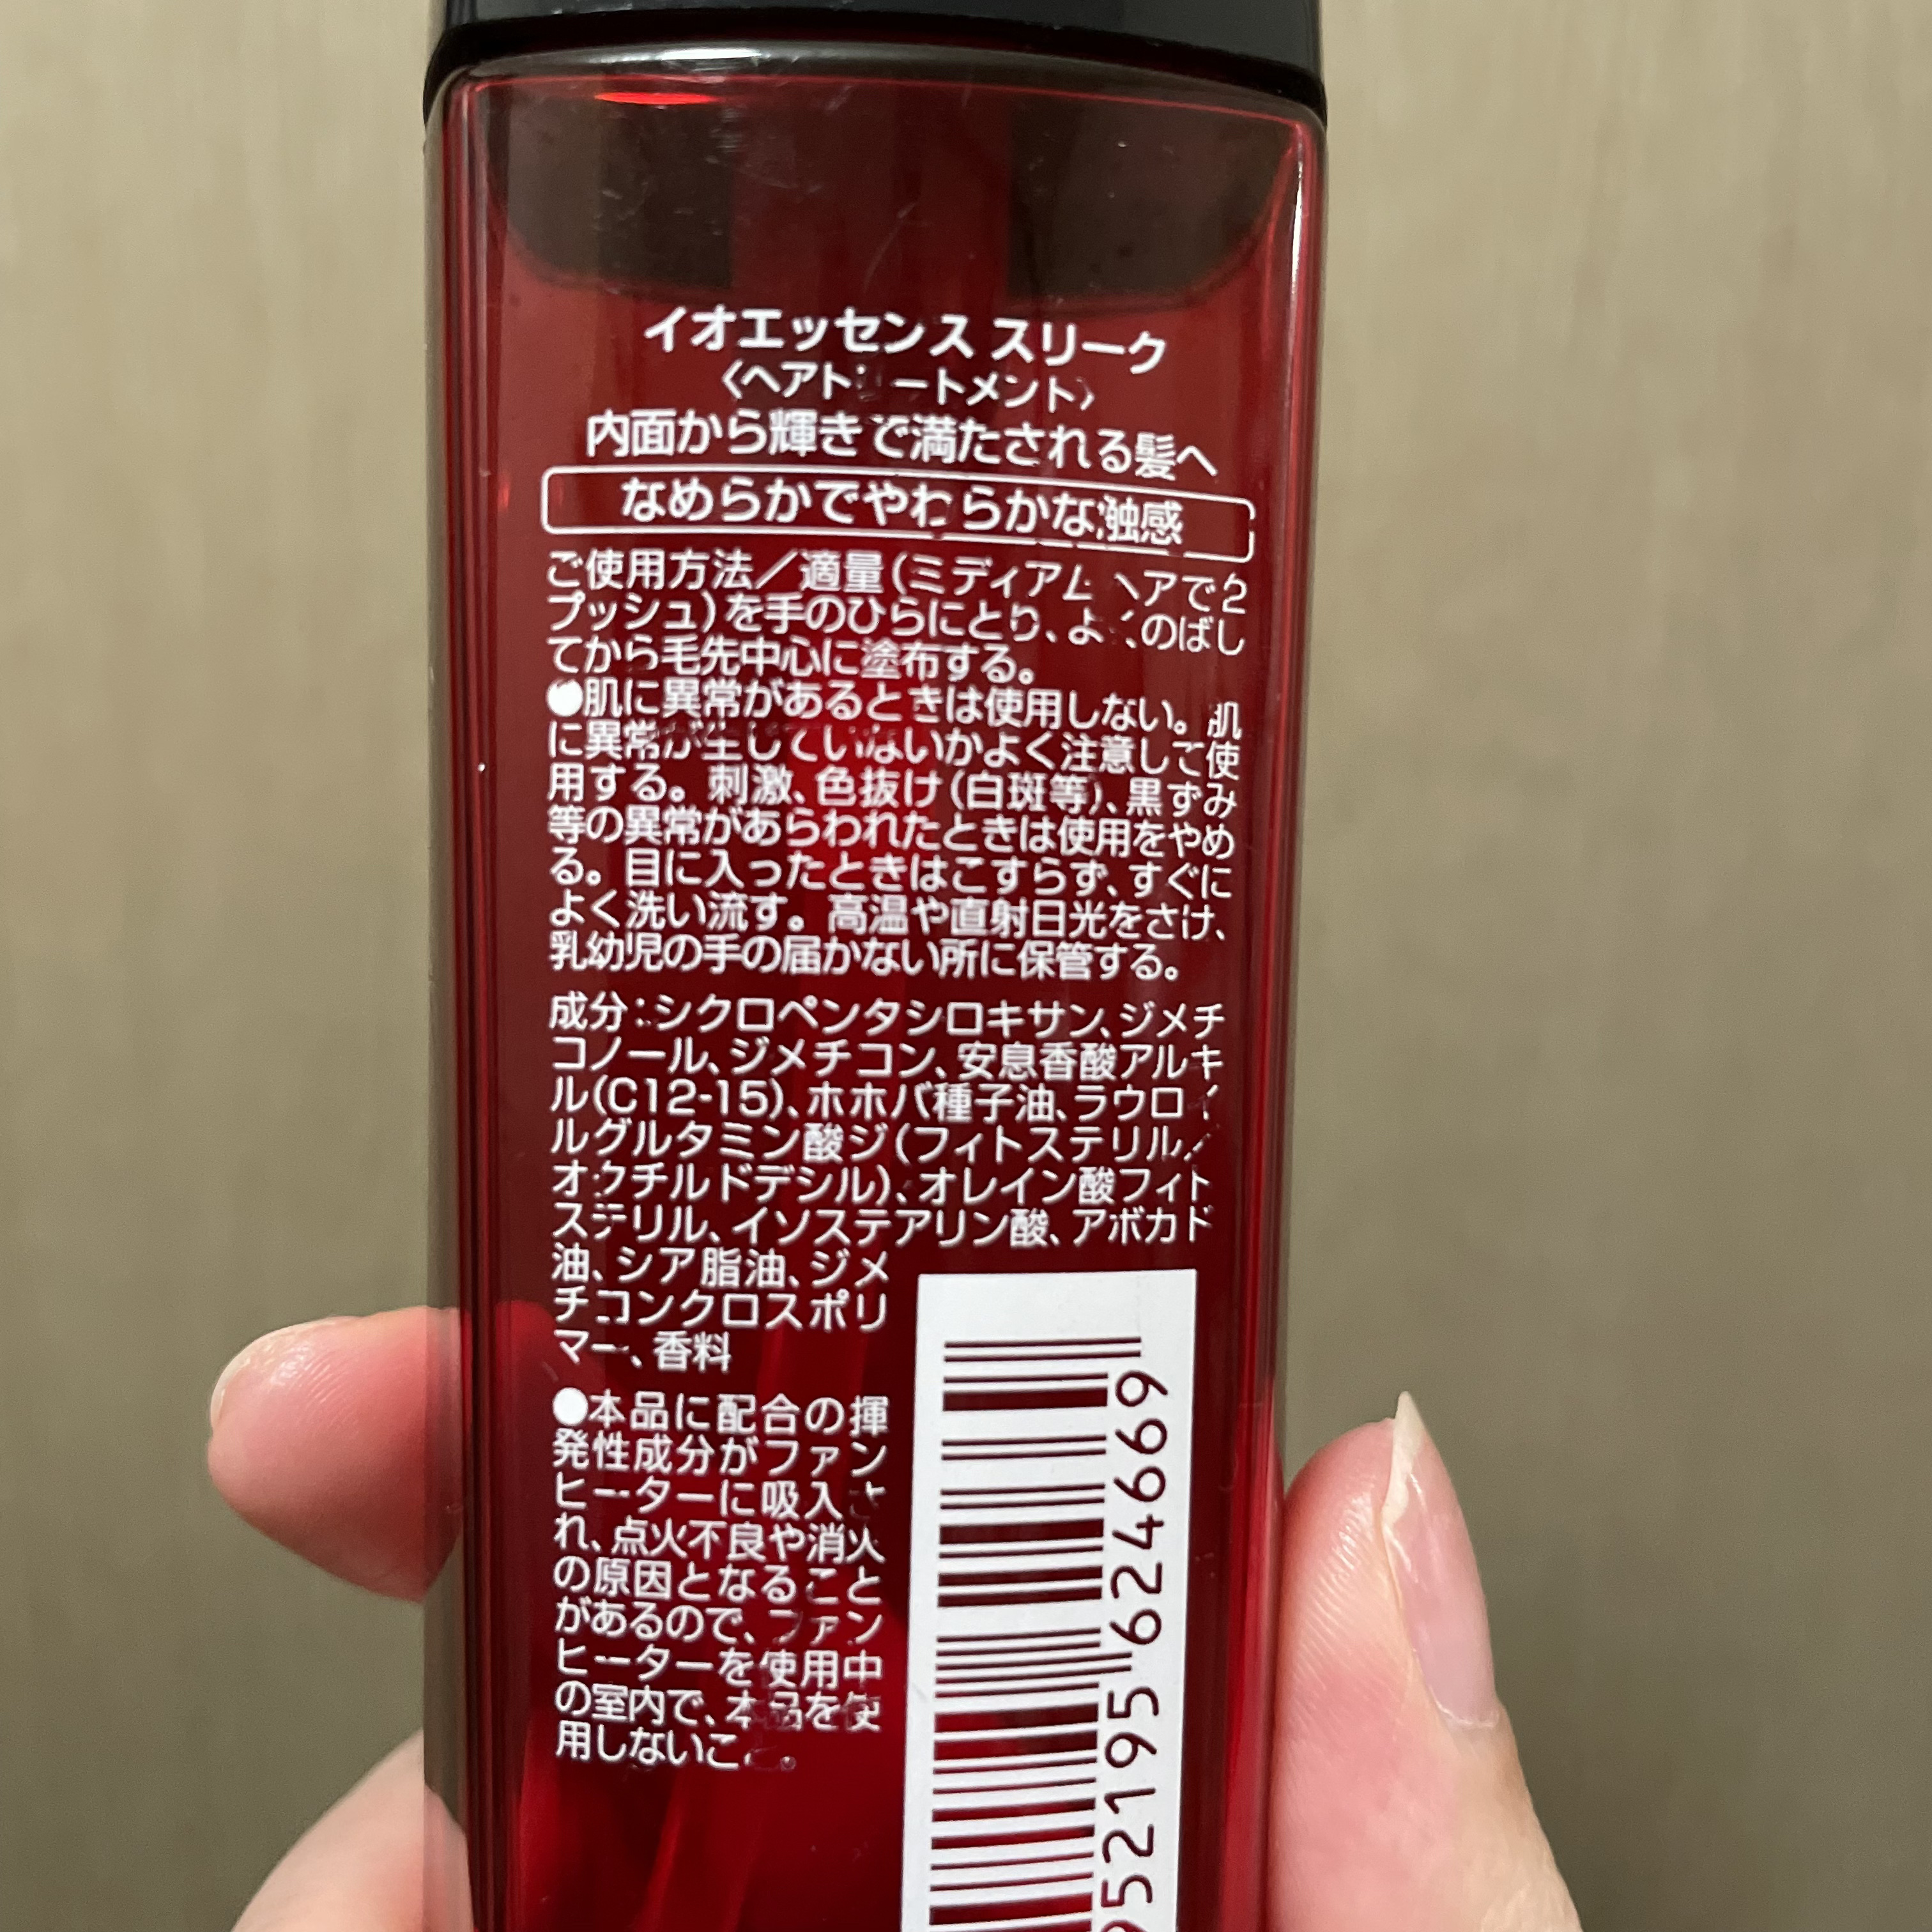 イオエッセンス スリーク
〈ヘアトリートメント〉
内面から輝きで満たされる髪へ
なめらかでやわらかな触感
ご使用方法／適量(ミディアムヘアで2
プッシュ)を手のひらにとり、よくのばし
てから毛先中心に塗布する。
●肌に異常があるときは使用しない。肌
に異常が生じていないかよく注意して使
用する。刺激、色抜け(白斑等)、黒ずみ
等の異常があらわれたときは使用をやめ
る。目に入ったときはこすらず、すぐに
よく洗い流す。高温や直射日光をさけ、
乳幼児の手の届かない所に保管する。
成分：シクロペンタシロキサン、ジメチ
コノール、ジメチコン、安息香酸アルキ
ル(C12-15)、ホホバ種子油、ラウロイ
ルグルタミン酸ジ(フィトステリル／
オクチルドデシル)、オレイン酸フィト
ステリル、イソステアリン酸、アボカド
油、シア脂油、ジメ
チコンクロスポリ
マー、香料
●本品に配合の揮
発性成分がファン
ヒーターに吸入さ
れ、点火不良や消火
の原因となること
があるので、ファン
ヒーターを使用中
の室内で、本品を使
用しないこと。
52195624669